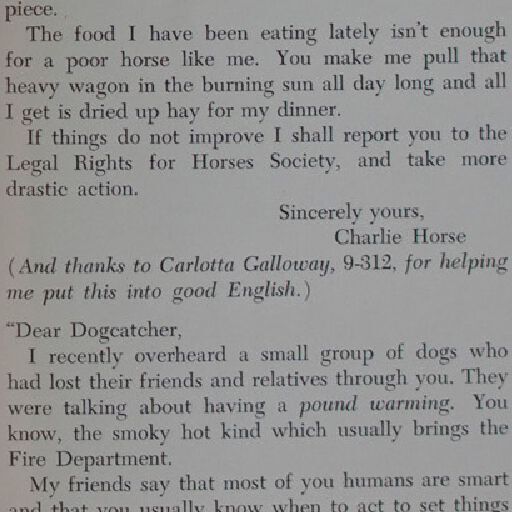 piece.
The food I have been eating lately isn't enough
for a poor horse like me. You make me pull that
heavy wagon in the burning sun all day long and all
I get is dried up hay for my dinner.
If things do not improve I shall report you to the
Legal Rights for Horses Society, and take more
drastic action.
Sincerely yours,
Charlie Horse
(And thanks to Carlotta Galloway, 9-312, for helping
me put this into good English.)
"Dear Dogcatcher,
I recently overheard a small group of dogs who
had lost their friends and relatives through you. They
were talking about having a pound warming. You
know, the smoky hot kind which usually brings the
Fire Department.
My friends say that most of you humans are smart
and that you usually know when to act to set things